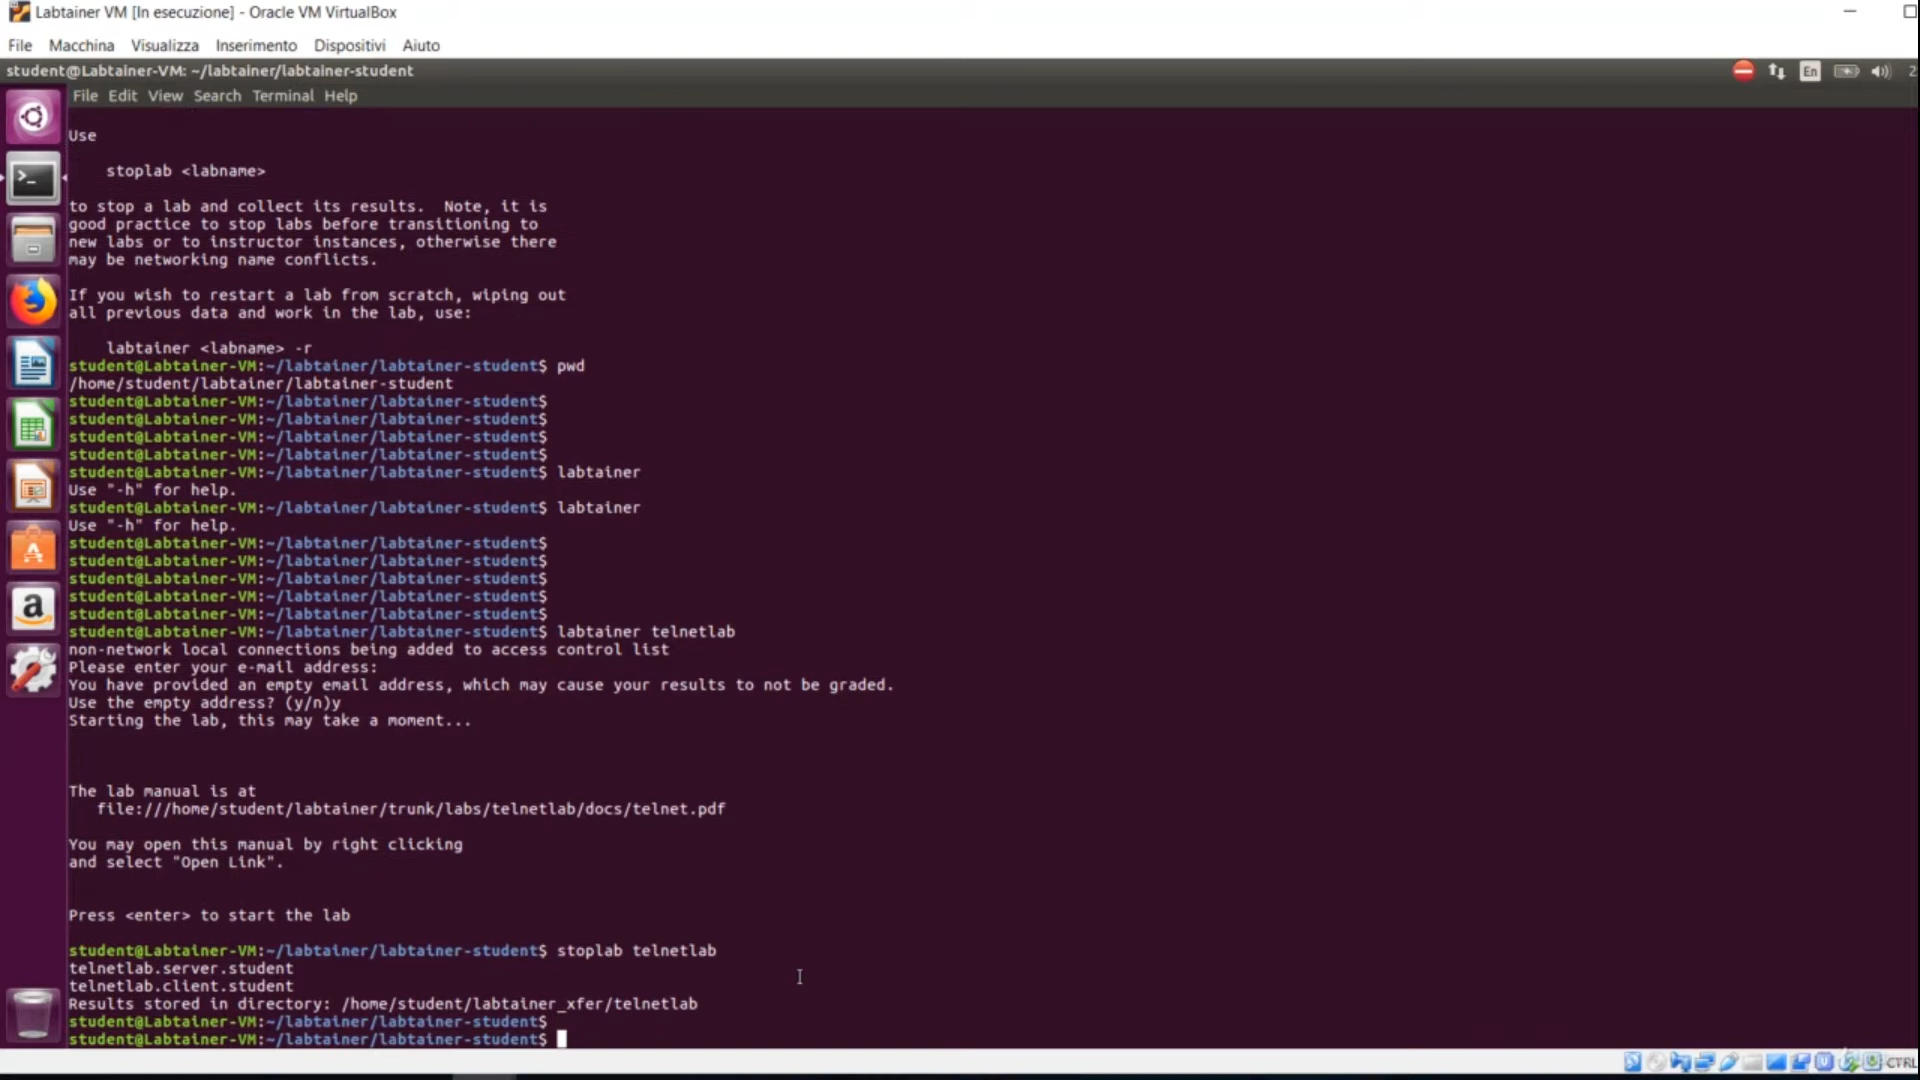 Labtainer VM [In esecuzione] - Oracle VM VirtualBox
File Macchina Visualizza Inserimento Dispositivi Aiuto
student@Labtainer-VM: ~/labtainer/labtainer-student
En
2
File Edit View Search Terminal Help
Use
stoplab <labname>
to stop a lab and collect its results.  Note, it is
good practice to stop labs before transitioning to
new labs or to instructor instances, otherwise there
may be networking name conflicts.
If you wish to restart a lab from scratch, wiping out
all previous data and work in the lab, use:
labtainer <labname> -r
student@Labtainer-VM:~/labtainer/labtainer-student$ pwd
/home/student/labtainer/labtainer-student
student@Labtainer-VM:~/labtainer/labtainer-student$
student@Labtainer-VM:~/labtainer/labtainer-student$
student@Labtainer-VM:~/labtainer/labtainer-student$
student@Labtainer-VM:~/labtainer/labtainer-student$
student@Labtainer-VM:~/labtainer/labtainer-student$ labtainer
Use "-h" for help.
student@Labtainer-VM:~/labtainer/labtainer-student$ labtainer
Use "-h" for help.
student@Labtainer-VM:~/labtainer/labtainer-student$
student@Labtainer-VM:~/labtainer/labtainer-student$
student@Labtainer-VM:~/labtainer/labtainer-student$
student@Labtainer-VM:~/labtainer/labtainer-student$
student@Labtainer-VM:~/labtainer/labtainer-student$
student@Labtainer-VM:~/labtainer/labtainer-student$ labtainer telnetlab
non-network local connections being added to access control list
Please enter your e-mail address:
You have provided an empty email address, which may cause your results to not be graded.
Use the empty address? (y/n)y
Starting the lab, this may take a moment...
The lab manual is at
file:///home/student/labtainer/trunk/labs/telnetlab/docs/telnet.pdf
You may open this manual by right clicking
and select "Open Link".
Press <enter> to start the lab
student@Labtainer-VM:~/labtainer/labtainer-student$ stoplab telnetlab
telnetlab.server.student
telnetlab.client.student
Results stored in directory: /home/student/labtainer_xfer/telnetlab
student@Labtainer-VM:~/labtainer/labtainer-student$
student@Labtainer-VM:~/labtainer/labtainer-student$
CTRL